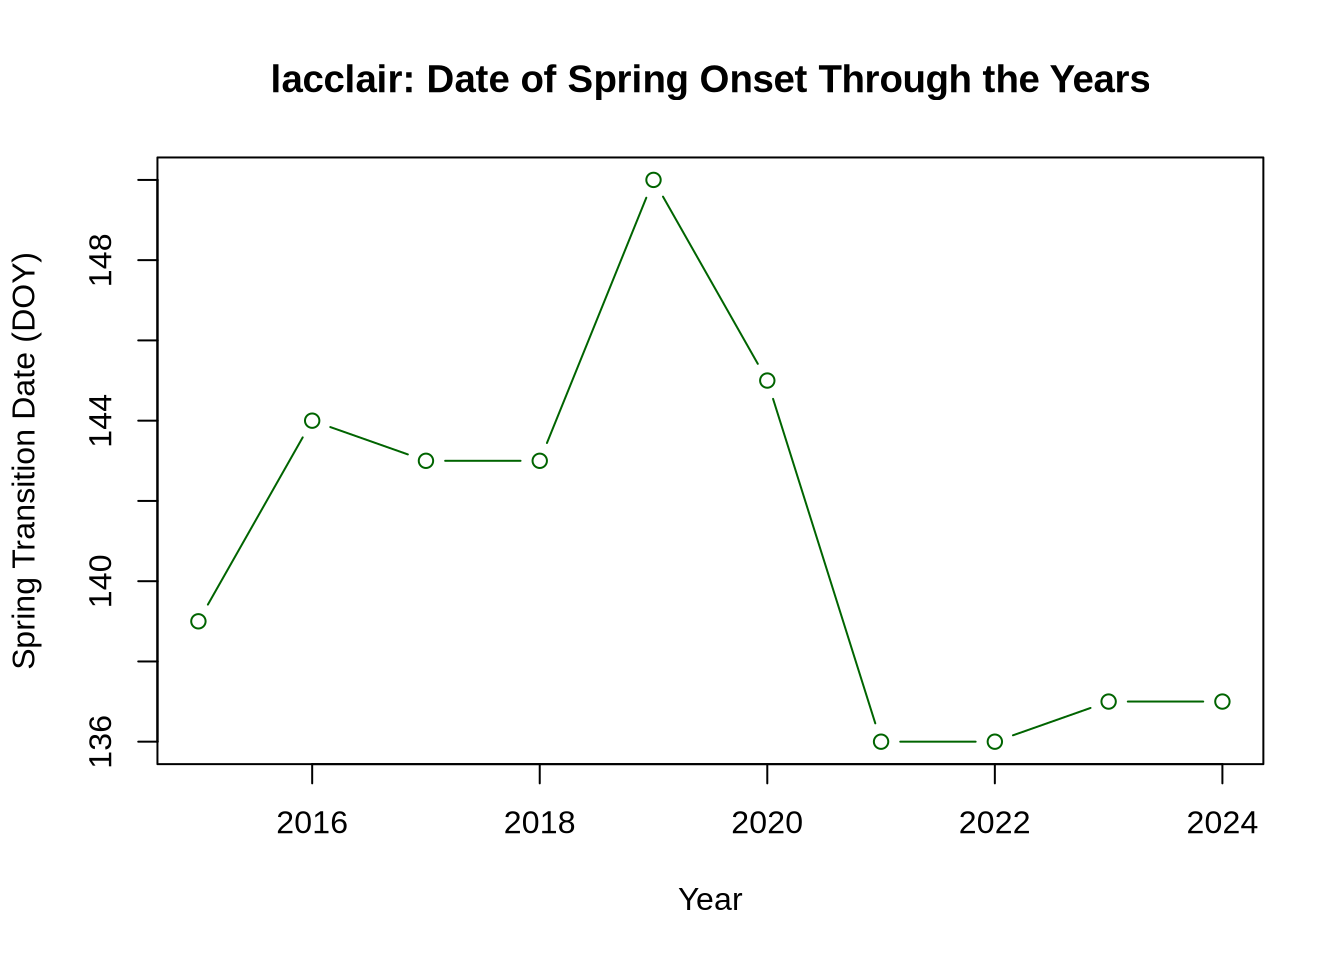 lacclair: Date of Spring Onset Through the Years
Spring Transition Date (DOY)
148
144
140
136
2016 2018 2020 2022 2024
Year